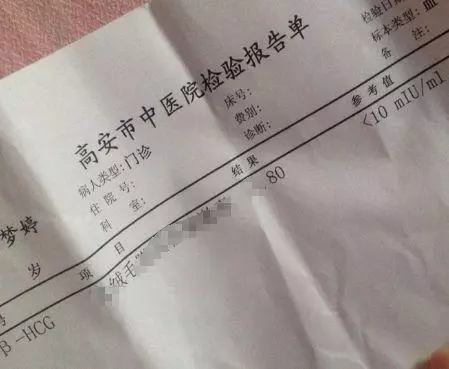 高安市中医院检验报告单
检验日期
标本类型:血
备 注:
床号:
费别:
诊断:
病人类型:门诊
住院号:
科 室:
梦婷
岁
号 项 目 结 果 参 考 值
β-HCG 绒毛 80 <10 mIU/ml